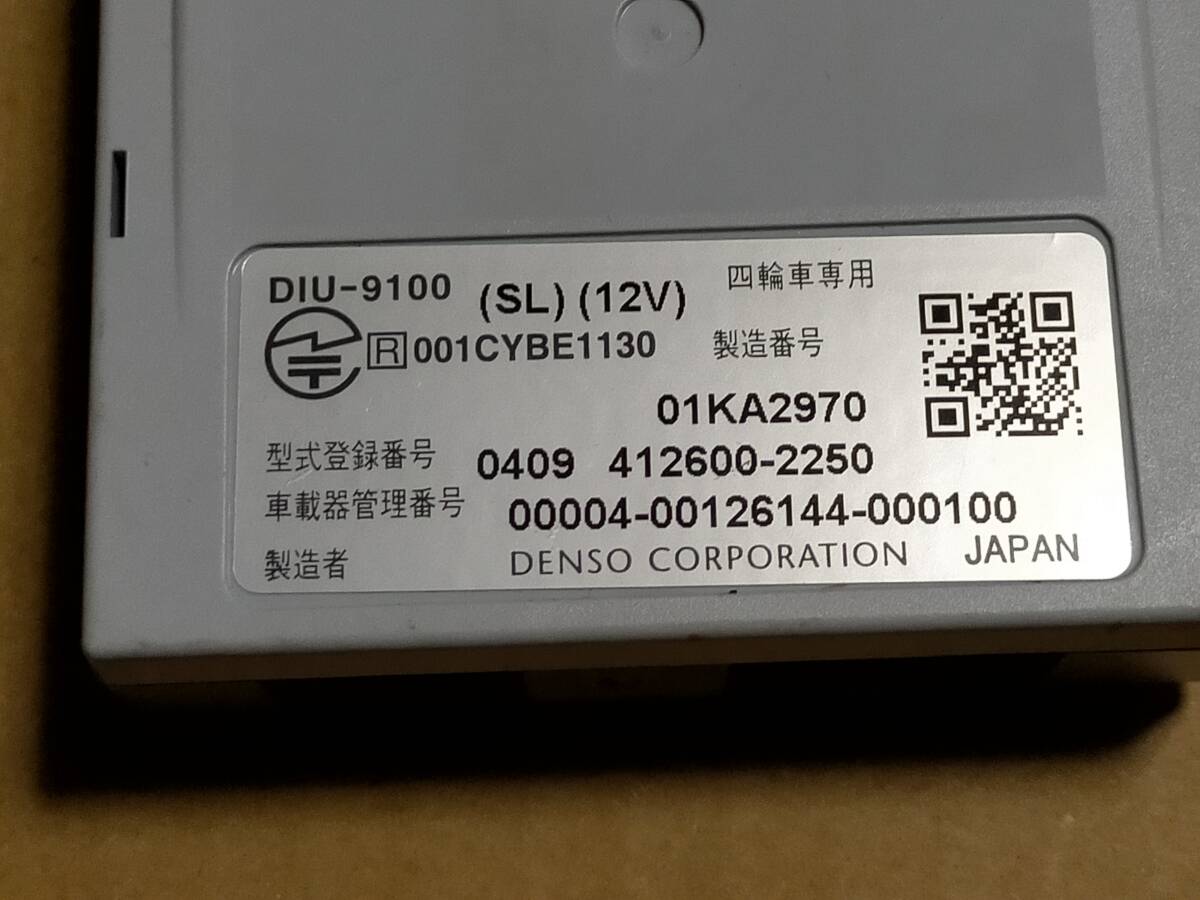 DIU-9100 (SL) (12V) 四輪車専用
R 001CYBE1130 製造番号
01KA2970
型式登録番号 0409 412600-2250
車載器管理番号 00004-00126144-000100
製造者 DENSO CORPORATION JAPAN